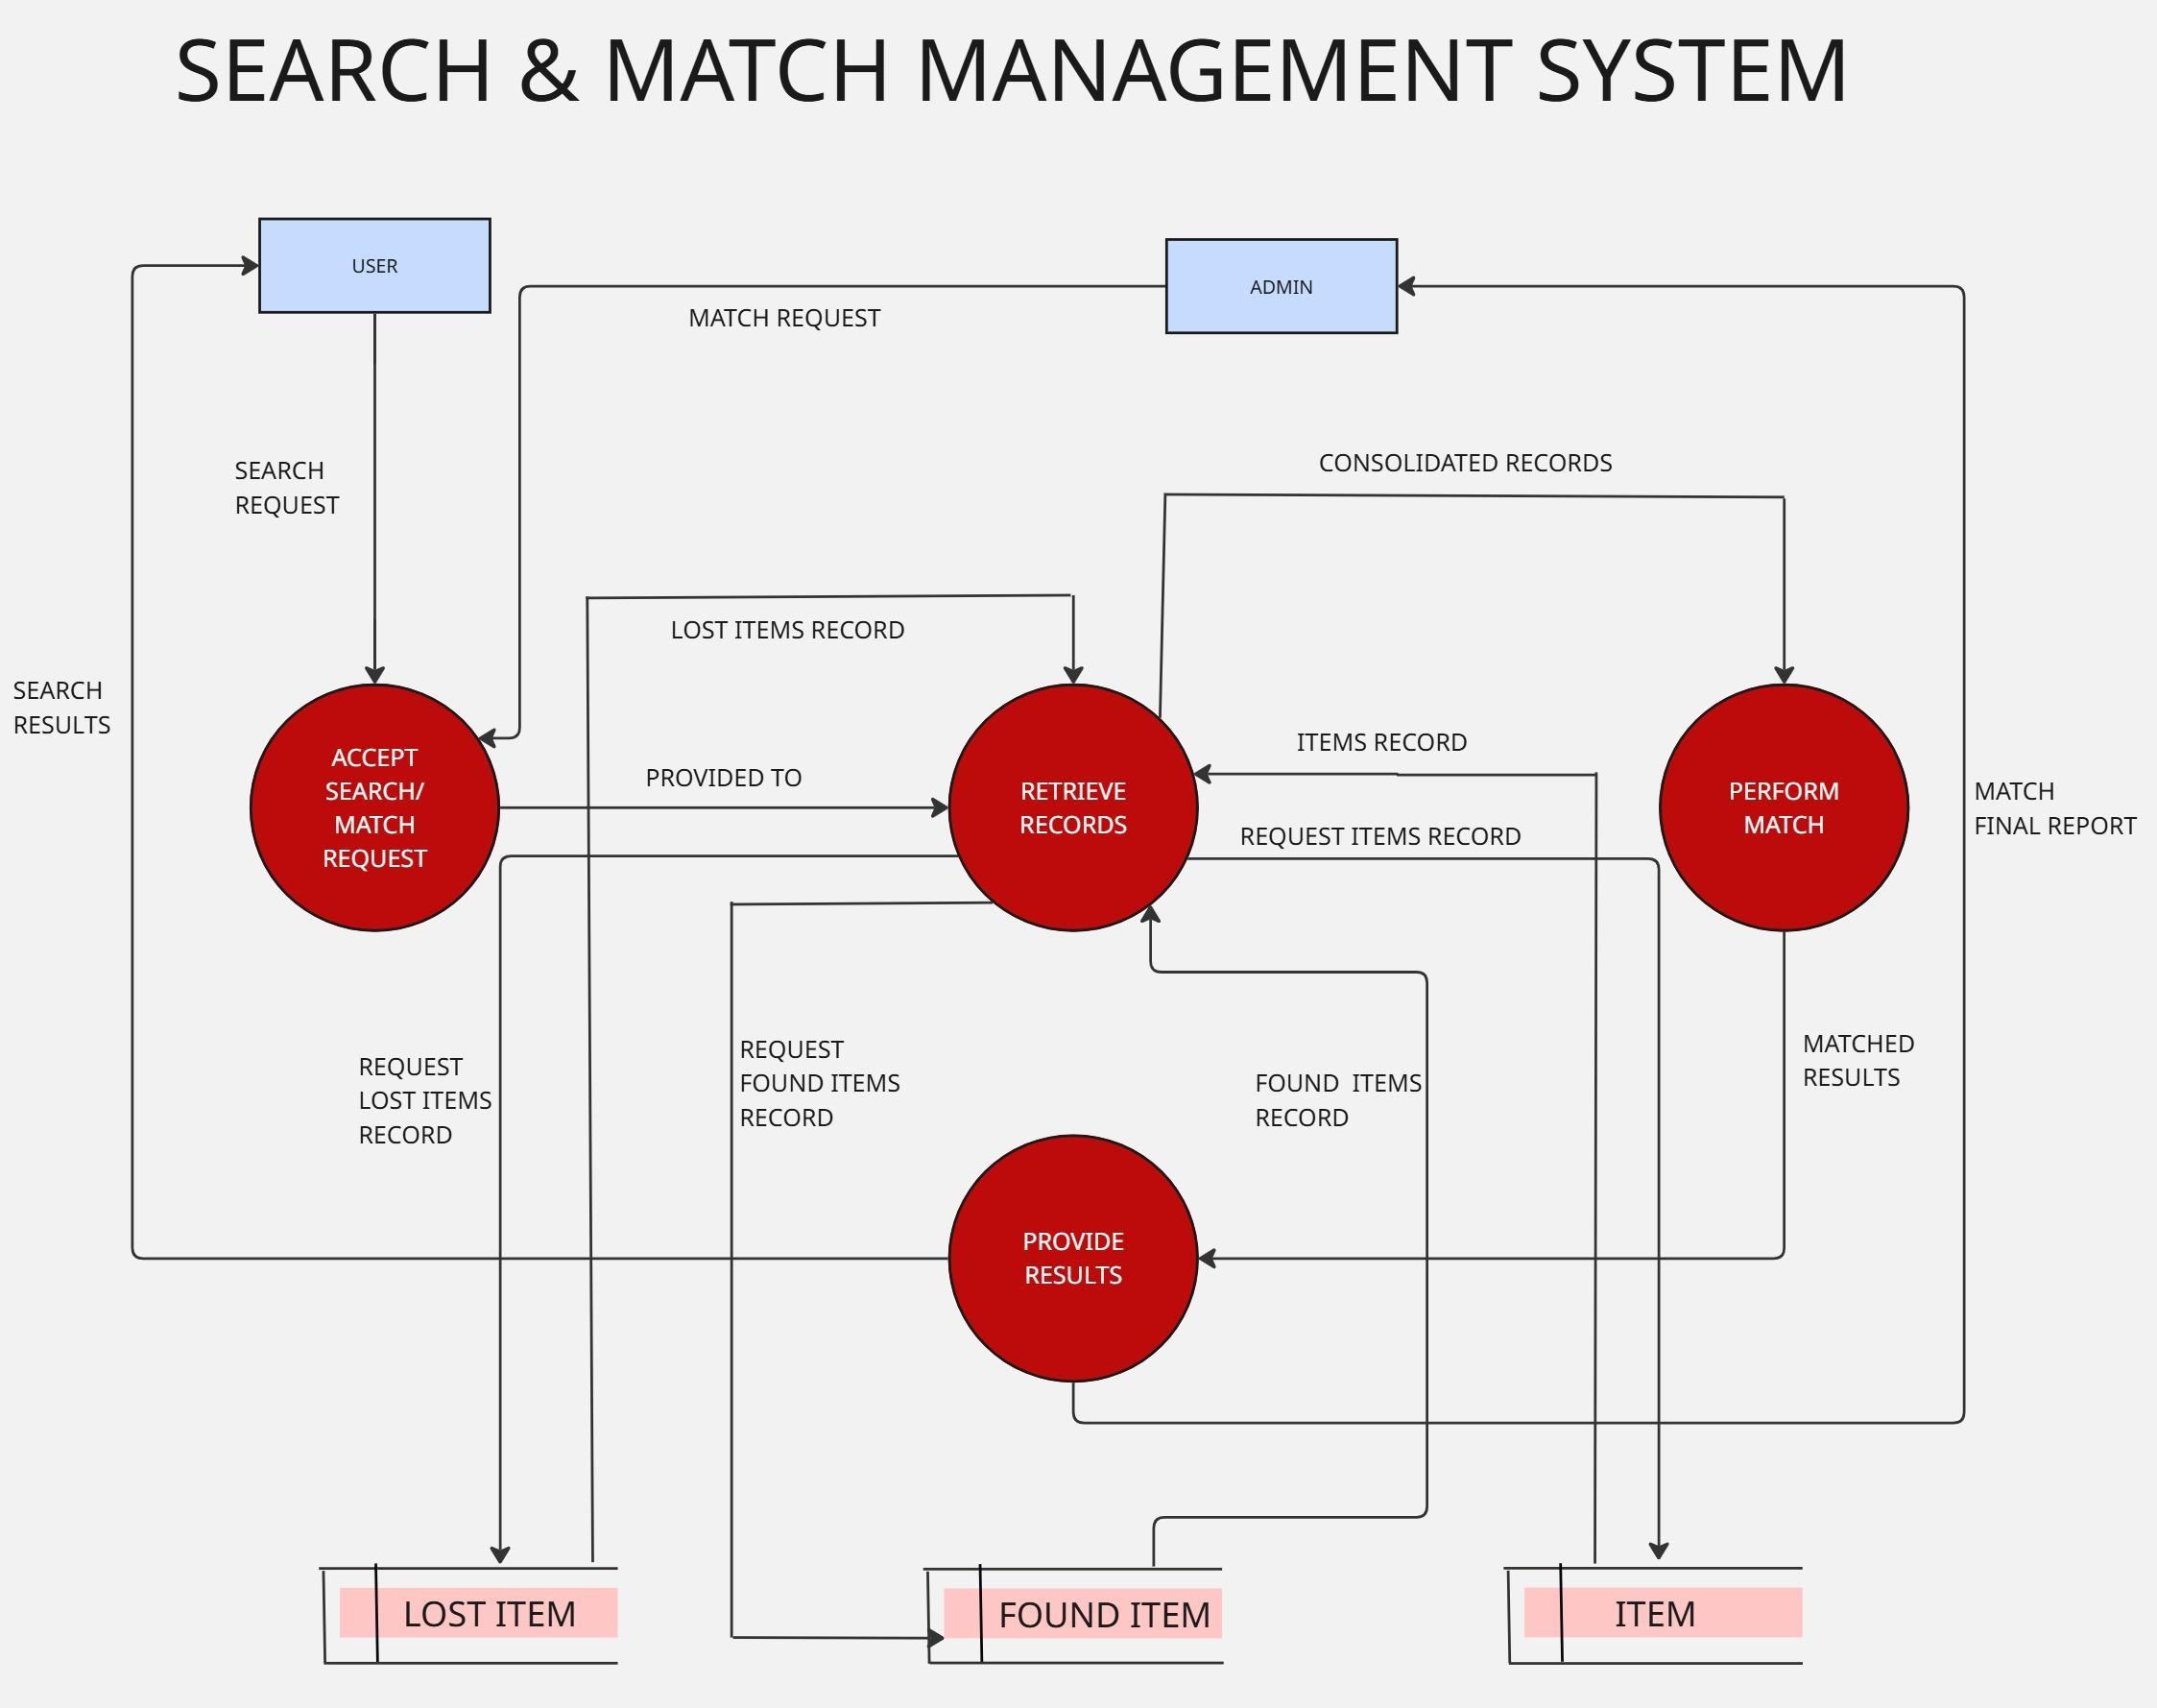 SEARCH & MATCH MANAGEMENT SYSTEM
USER
ADMIN
MATCH REQUEST
SEARCH
REQUEST
CONSOLIDATED RECORDS
LOST ITEMS RECORD
SEARCH
RESULTS
ACCEPT
SEARCH/
MATCH
REQUEST
PROVIDED TO
RETRIEVE
RECORDS
ITEMS RECORD
REQUEST ITEMS RECORD
PERFORM
MATCH
MATCH
FINAL REPORT
REQUEST
LOST ITEMS
RECORD
REQUEST
FOUND ITEMS
RECORD
FOUND  ITEMS
RECORD
MATCHED
RESULTS
PROVIDE
RESULTS
LOST ITEM
FOUND ITEM
ITEM